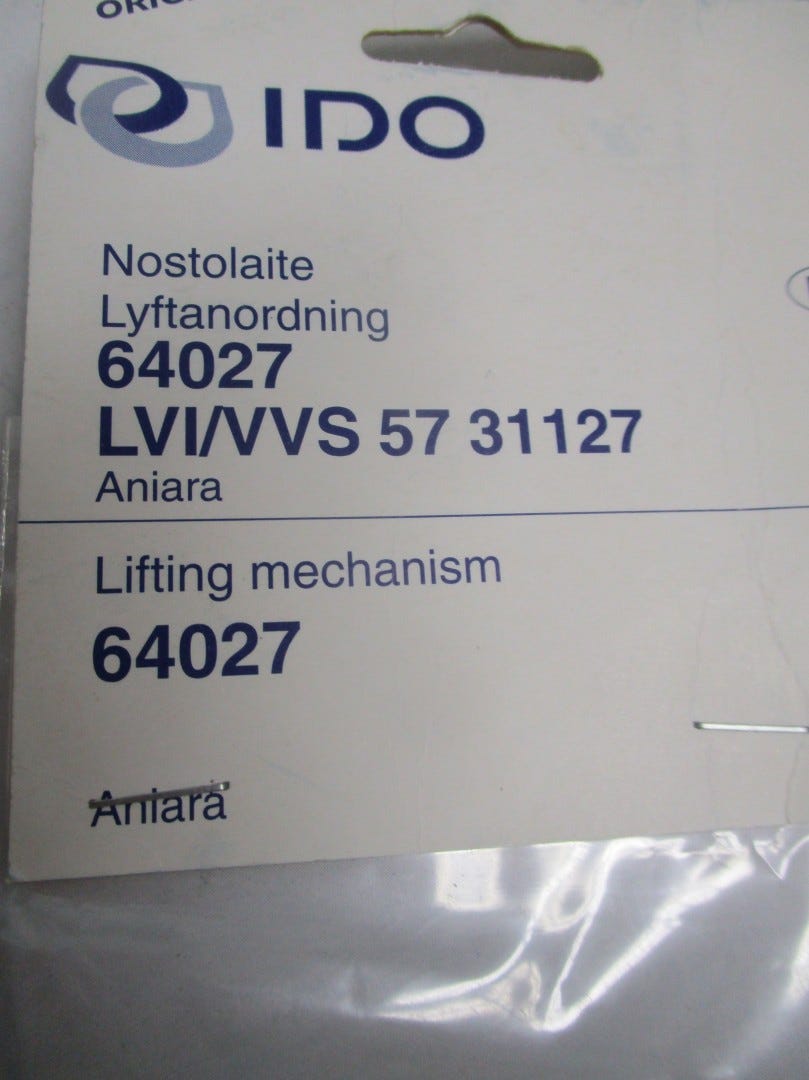 IDO
Nostolaite
Lyftanordning
64027
LVI/VVS 57 31127
Aniara
Lifting mechanism
64027
Aniara